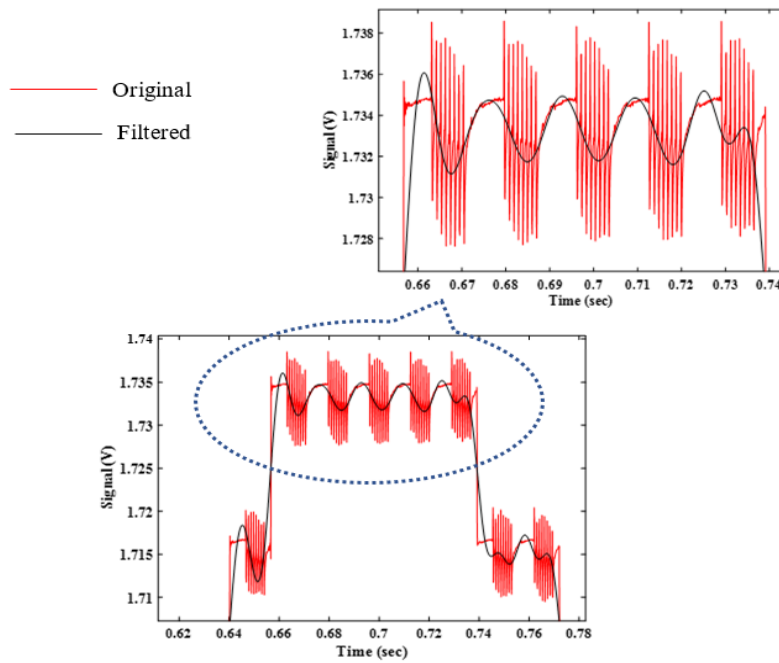 Original
Filtered
1.738
1.736
1.734
1.732
1.73
1.728
Signal (V)
0.66 0.67 0.68 0.69 0.7 0.71 0.72 0.73 0.74
Time (sec)
1.74
1.735
1.73
1.725
1.72
1.715
1.71
Signal (V)
0.62 0.64 0.66 0.68 0.7 0.72 0.74 0.76 0.78
Time (sec)